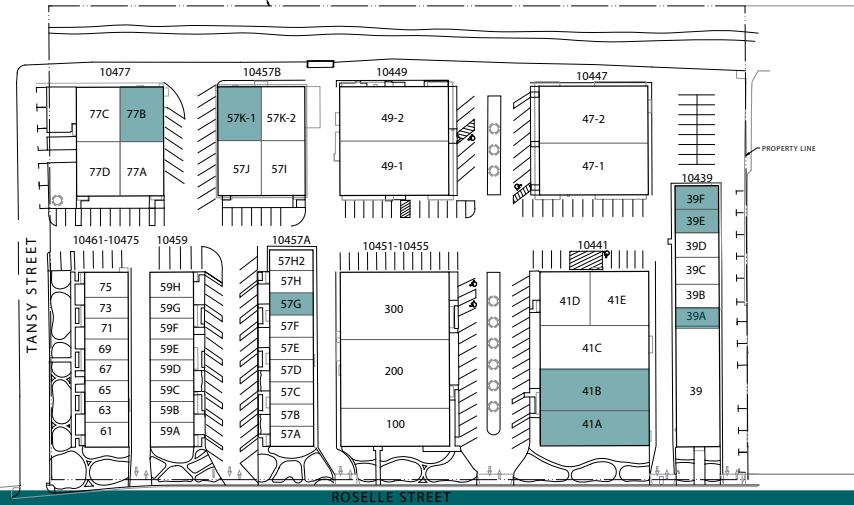 10477
10457B
10449
10447
77C
77B
57K-1
57K-2
49-2
47-2
77D
77A
57J
57I
49-1
47-1
PROPERTY LINE
10439
39F
39E
39D
39C
39B
39A
39
TANSY STREET
10461-10475
10459
10457A
10451-10455
10441
75
73
71
69
67
65
63
61
59H
59G
59F
59E
59D
59C
59B
59A
57H2
57H
57G
57F
57E
57D
57C
57B
57A
300
200
100
41D
41E
41C
41B
41A
ROSELLE STREET